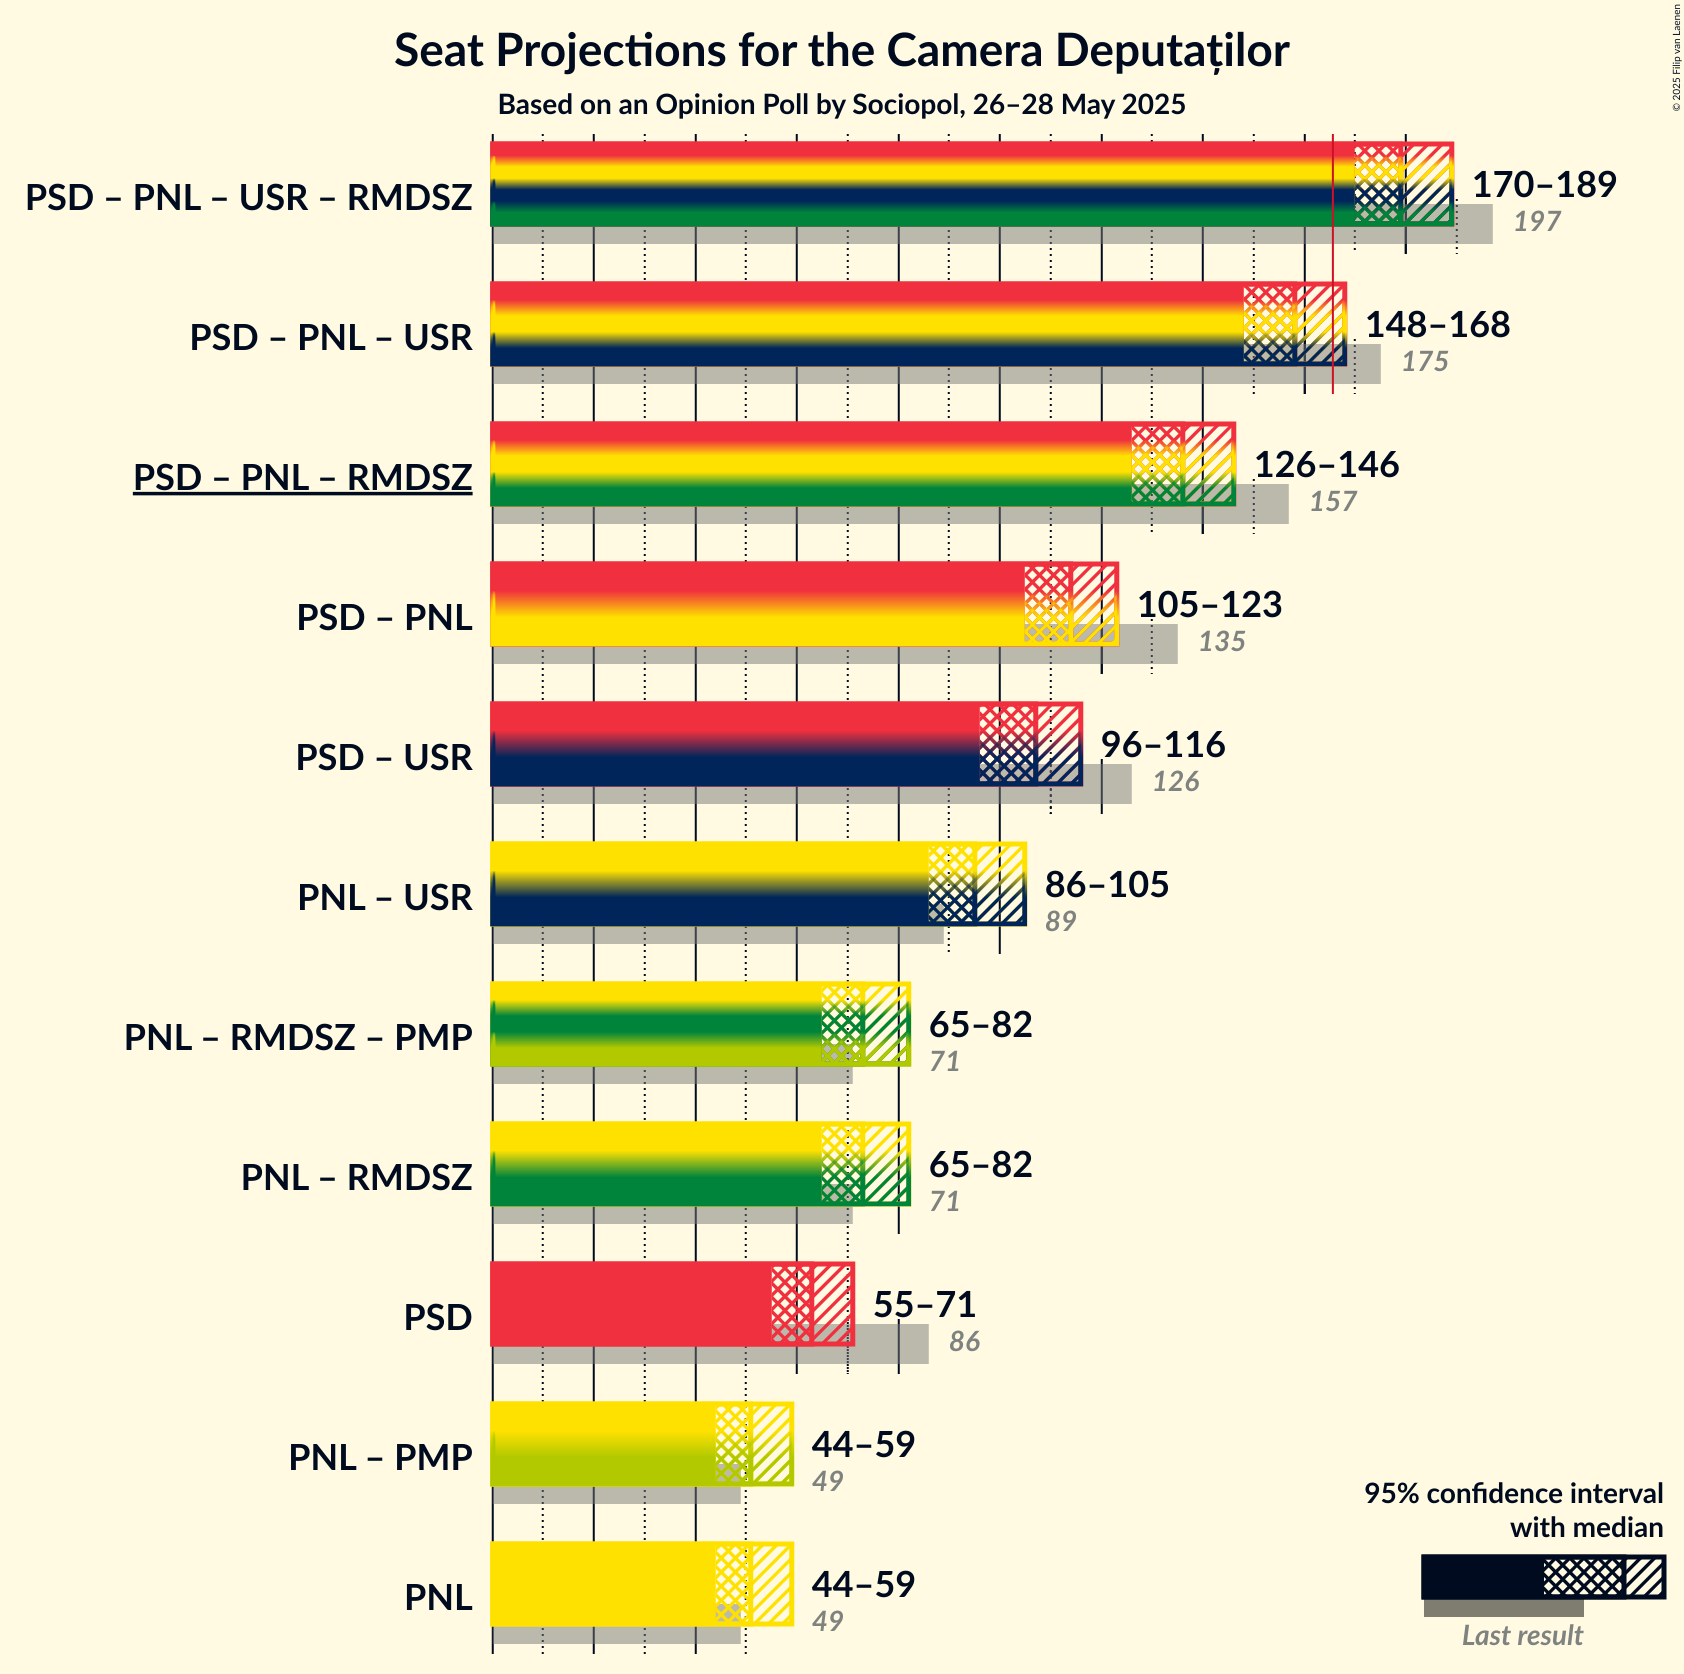 Seat Projections for the Camera Deputaților
Based on an Opinion Poll by Sociopol, 26–28 May 2025
© 2025 Filip van Laenen
PSD – PNL – USR – RMDSZ
170–189
197
PSD – PNL – USR
148–168
175
PSD – PNL – RMDSZ
126–146
157
PSD – PNL
105–123
135
PSD – USR
96–116
126
PNL – USR
86–105
89
PNL – RMDSZ – PMP
65–82
71
PNL – RMDSZ
65–82
71
PSD
55–71
86
PNL – PMP
44–59
49
PNL
44–59
49
95% confidence interval
with median
Last result